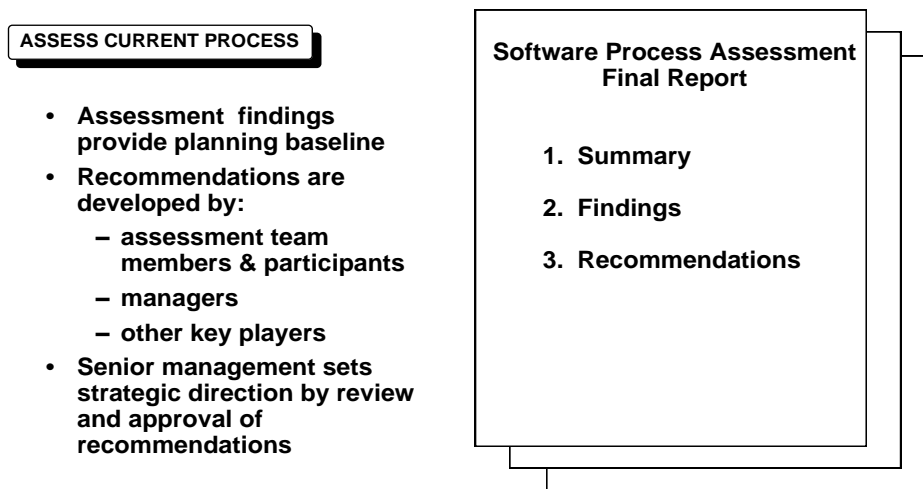 ASSESS CURRENT PROCESS
• Assessment findings
provide planning baseline
• Recommendations are
developed by:
– assessment team
members & participants
– managers
– other key players
• Senior management sets
strategic direction by review
and approval of
recommendations
Software Process Assessment
Final Report
1. Summary
2. Findings
3. Recommendations